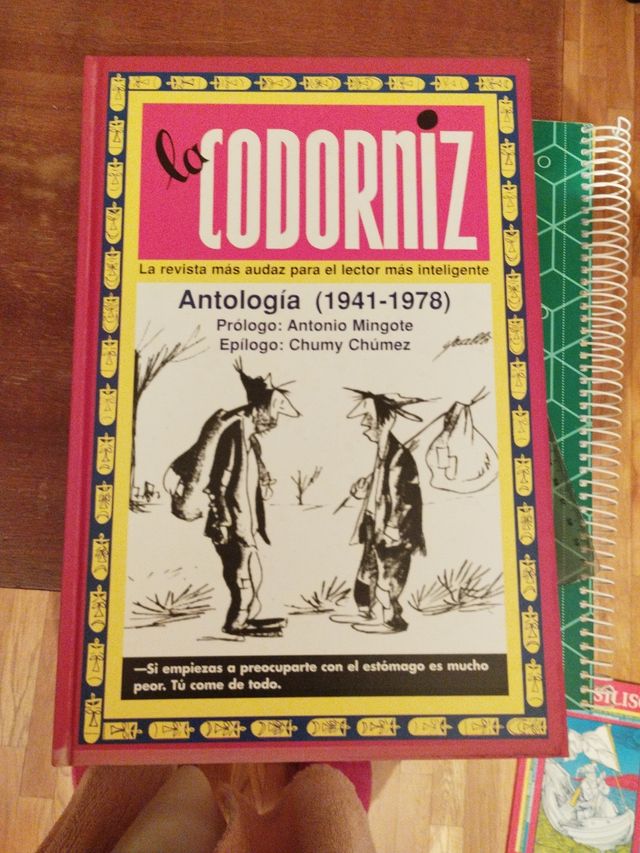 la
CODORNIZ
La revista más audaz para el lector más inteligente
Antología (1941-1978)
Prólogo: Antonio Mingote
Epílogo: Chumy Chúmez
—Si empiezas a preocuparte con el estómago es mucho
peor. Tú come de todo.